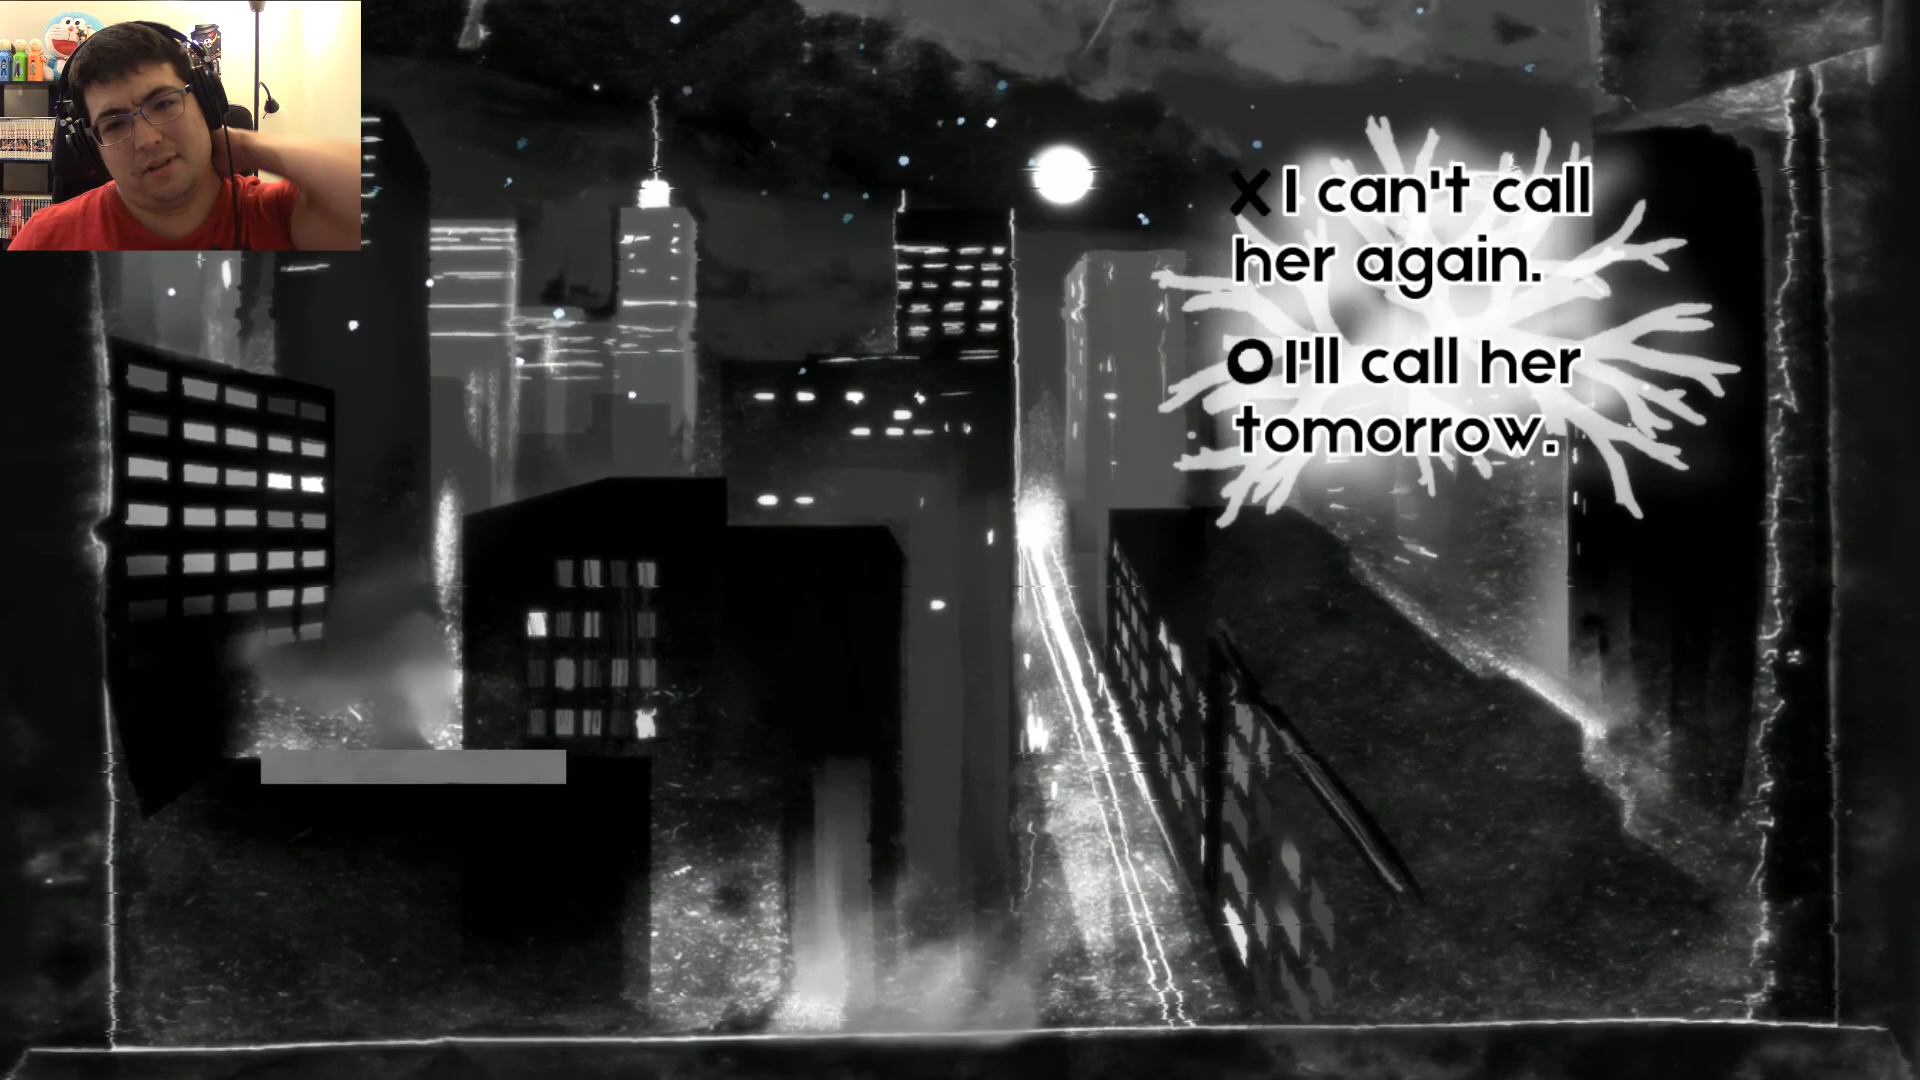 X I can't call
her again.
O I'll call her
tomorrow.